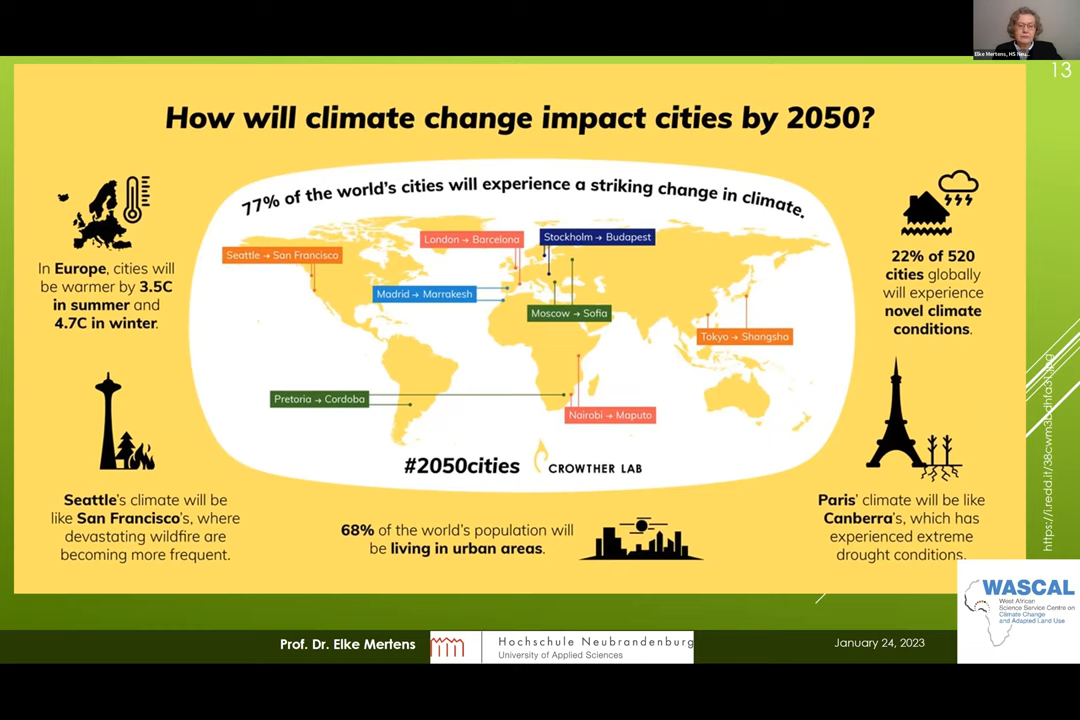 Elke Mertens, HS Neu...
13
How will climate change impact cities by 2050?
77% of the world's cities will experience a striking change in climate.
In Europe, cities will
be warmer by 3.5C
in summer and
4.7C in winter.
Seattle → San Francisco
London → Barcelona
Stockholm → Budapest
Madrid → Marrakesh
Moscow → Sofia
Tokyo → Shangsha
Pretoria → Cordoba
Nairobi → Maputo
#2050cities
CROWTHER LAB
22% of 520
cities globally
will experience
novel climate
conditions.
Seattle's climate will be
like San Francisco's, where
devastating wildfire are
becoming more frequent.
68% of the world's population will
be living in urban areas.
Paris' climate will be like
Canberra's, which has
experienced extreme
drought conditions.
WASCAL
West African
Science Service Centre on
Climate Change
and Adapted Land Use
Prof. Dr. Elke Mertens
Hochschule Neubrandenburg
University of Applied Sciences
January 24, 2023